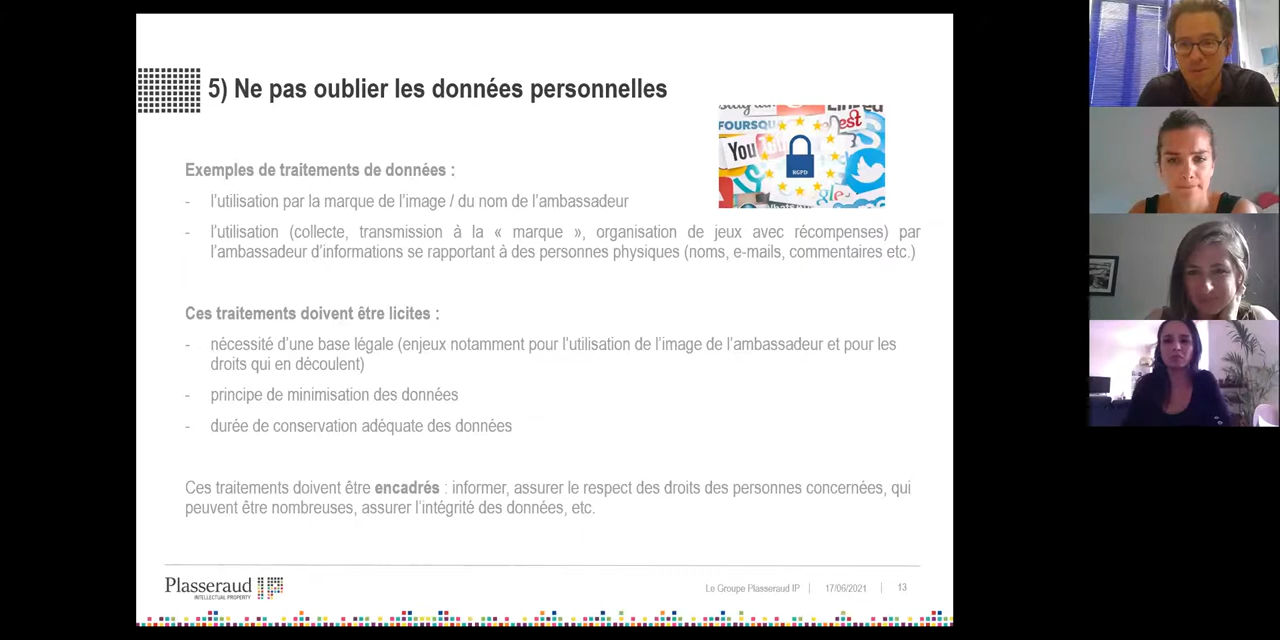 5) Ne pas oublier les données personnelles
FOURSQU
You
RGPD
Exemples de traitements de données :
- l'utilisation par la marque de l'image / du nom de l'ambassadeur
- l'utilisation (collecte, transmission à la « marque », organisation de jeux avec récompenses) par
l'ambassadeur d'informations se rapportant à des personnes physiques (noms, e-mails, commentaires etc.)
Ces traitements doivent être licites :
- nécessité d'une base légale (enjeux notamment pour l'utilisation de l'image de l'ambassadeur et pour les
droits qui en découlent)
- principe de minimisation des données
- durée de conservation adéquate des données
Ces traitements doivent être encadrés : informer, assurer le respect des droits des personnes concernées, qui
peuvent être nombreuses, assurer l'intégrité des données, etc.
Plasseraud IP
INTELLECTUAL PROPERTY
Le Groupe Plasseraud IP | 17/06/2021 | 13